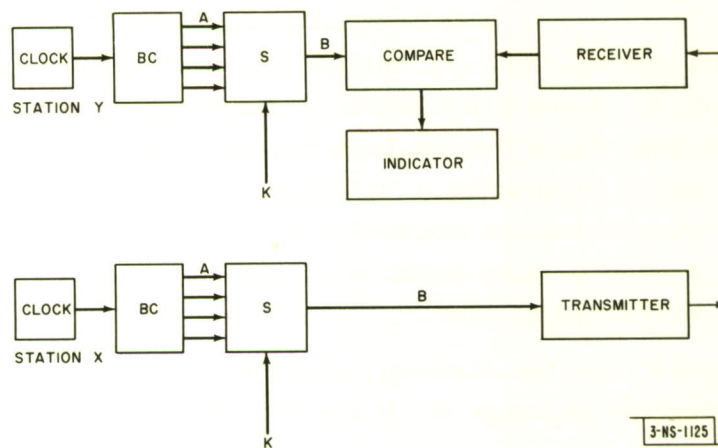 CLOCK
BC
A
S
B
COMPARE
RECEIVER
STATION Y
INDICATOR
K
CLOCK
BC
A
S
B
TRANSMITTER
STATION X
K
3-NS-1125